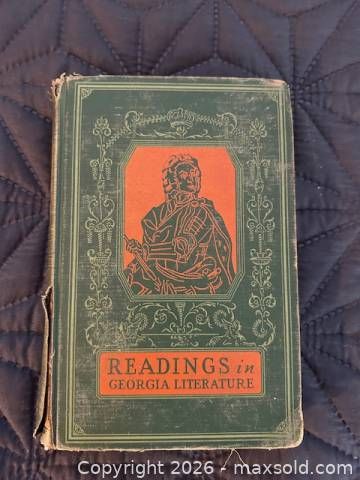 READINGS in
GEORGIA LITERATURE
Copyright © 2026 - maxsold.com